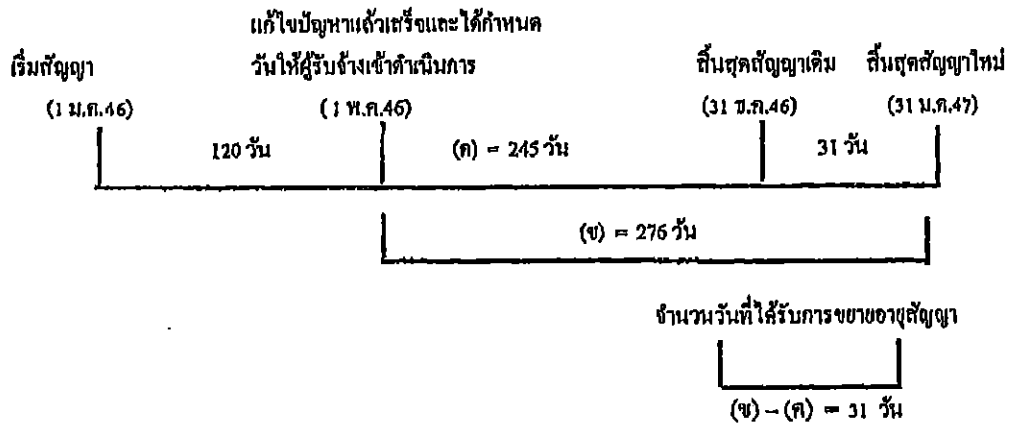 แก้ไขปัญหาแล้วเสร็จและได้กำหนด
เริ่มสัญญา วันให้ผู้รับจ้างเข้าดำเนินการ สิ้นสุดสัญญาเดิม สิ้นสุดสัญญาใหม่
(1 ม.ค.46) (1 พ.ค.46) (31 ธ.ค.46) (31 ม.ค.47)
120 วัน (ค) = 245 วัน 31 วัน
(ข) = 276 วัน
จำนวนวันที่ได้รับการขยายอายุสัญญา
(ข) – (ค) = 31 วัน